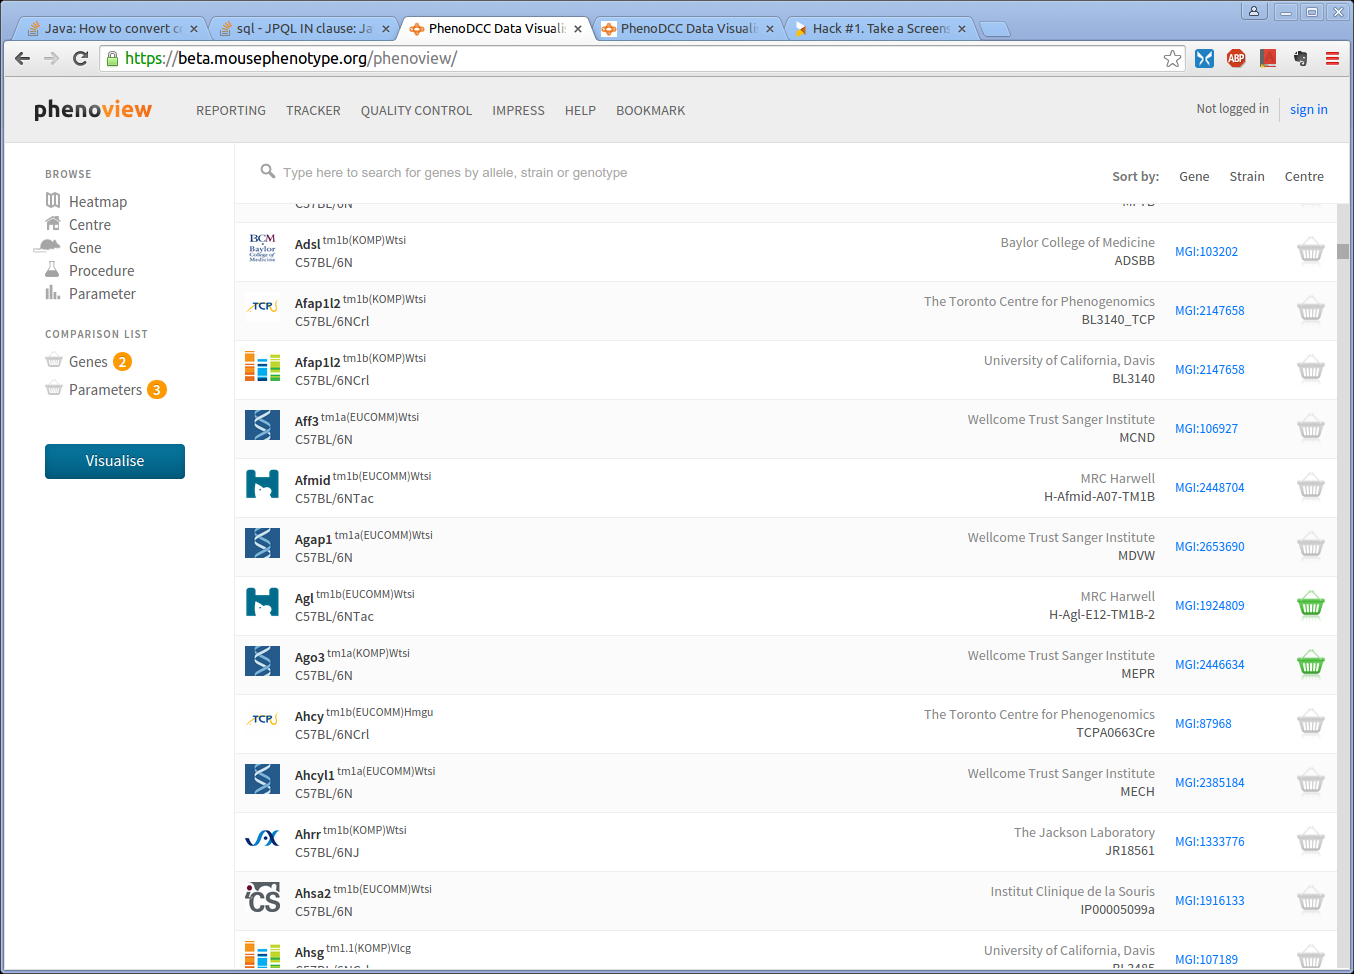 Java: How to convert c
sql - JPQL IN clause: Ja
PhenoDCC Data Visuali
PhenoDCC Data Visuali
Hack #1. Take a Screens
https://beta.mousephenotype.org/phenoview/
ABP
phenoview
REPORTING TRACKER QUALITY CONTROL IMPRESS HELP BOOKMARK
Not logged in sign in
BROWSE
Heatmap
Centre
Gene
Procedure
Parameter
COMPARISON LIST
Genes 2
Parameters 3
Visualise
Type here to search for genes by allele, strain or genotype
Sort by: Gene Strain Centre
C57BL/6N
BCM
Baylor
College of
Medicine
Adsl tm1b(KOMP)Wtsi
C57BL/6N
Baylor College of Medicine
ADSBB
MGI:103202
TCP
Afap1l2 tm1b(KOMP)Wtsi
C57BL/6NCrl
The Toronto Centre for Phenogenomics
BL3140_TCP
MGI:2147658
Afap1l2 tm1b(KOMP)Wtsi
C57BL/6NCrl
University of California, Davis
BL3140
MGI:2147658
Aff3 tm1a(EUCOMM)Wtsi
C57BL/6N
Wellcome Trust Sanger Institute
MCND
MGI:106927
Afmid tm1b(EUCOMM)Wtsi
C57BL/6NTac
MRC Harwell
H-Afmid-A07-TM1B
MGI:2448704
Agap1 tm1a(EUCOMM)Wtsi
C57BL/6N
Wellcome Trust Sanger Institute
MDVW
MGI:2653690
Agl tm1b(EUCOMM)Wtsi
C57BL/6NTac
MRC Harwell
H-Agl-E12-TM1B-2
MGI:1924809
Ago3 tm1a(KOMP)Wtsi
C57BL/6N
Wellcome Trust Sanger Institute
MEPR
MGI:2446634
TCP
Ahcy tm1b(EUCOMM)Hmgu
C57BL/6NCrl
The Toronto Centre for Phenogenomics
TCPA0663Cre
MGI:87968
Ahcyl1 tm1a(EUCOMM)Wtsi
C57BL/6N
Wellcome Trust Sanger Institute
MECH
MGI:2385184
JAX
Ahrr tm1b(KOMP)Wtsi
C57BL/6NJ
The Jackson Laboratory
JR18561
MGI:1333776
iCS
Ahsa2 tm1b(EUCOMM)Wtsi
C57BL/6N
Institut Clinique de la Souris
IP00005099a
MGI:1916133
Ahsg tm1.1(KOMP)Vlcg
University of California, Davis
MGI:107189